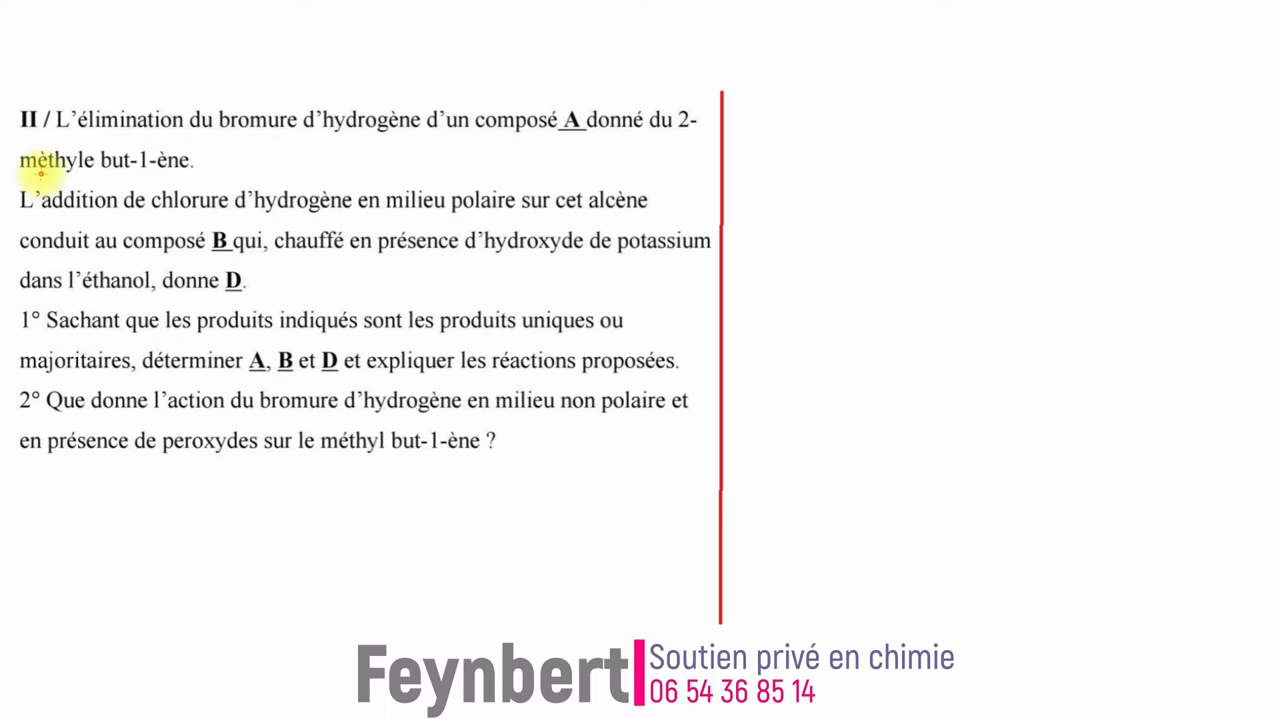 II / L’élimination du bromure d’hydrogène d’un composé A donné du 2-
mèthyle but-1-ène.
L’addition de chlorure d’hydrogène en milieu polaire sur cet alcène
conduit au composé B qui, chauffé en présence d’hydroxyde de potassium
dans l’éthanol, donne D.
1° Sachant que les produits indiqués sont les produits uniques ou
majoritaires, déterminer A, B et D et expliquer les réactions proposées.
2° Que donne l’action du bromure d’hydrogène en milieu non polaire et
en présence de peroxydes sur le méthyl but-1-ène ?
Feynbert
Soutien privé en chimie
06 54 36 85 14